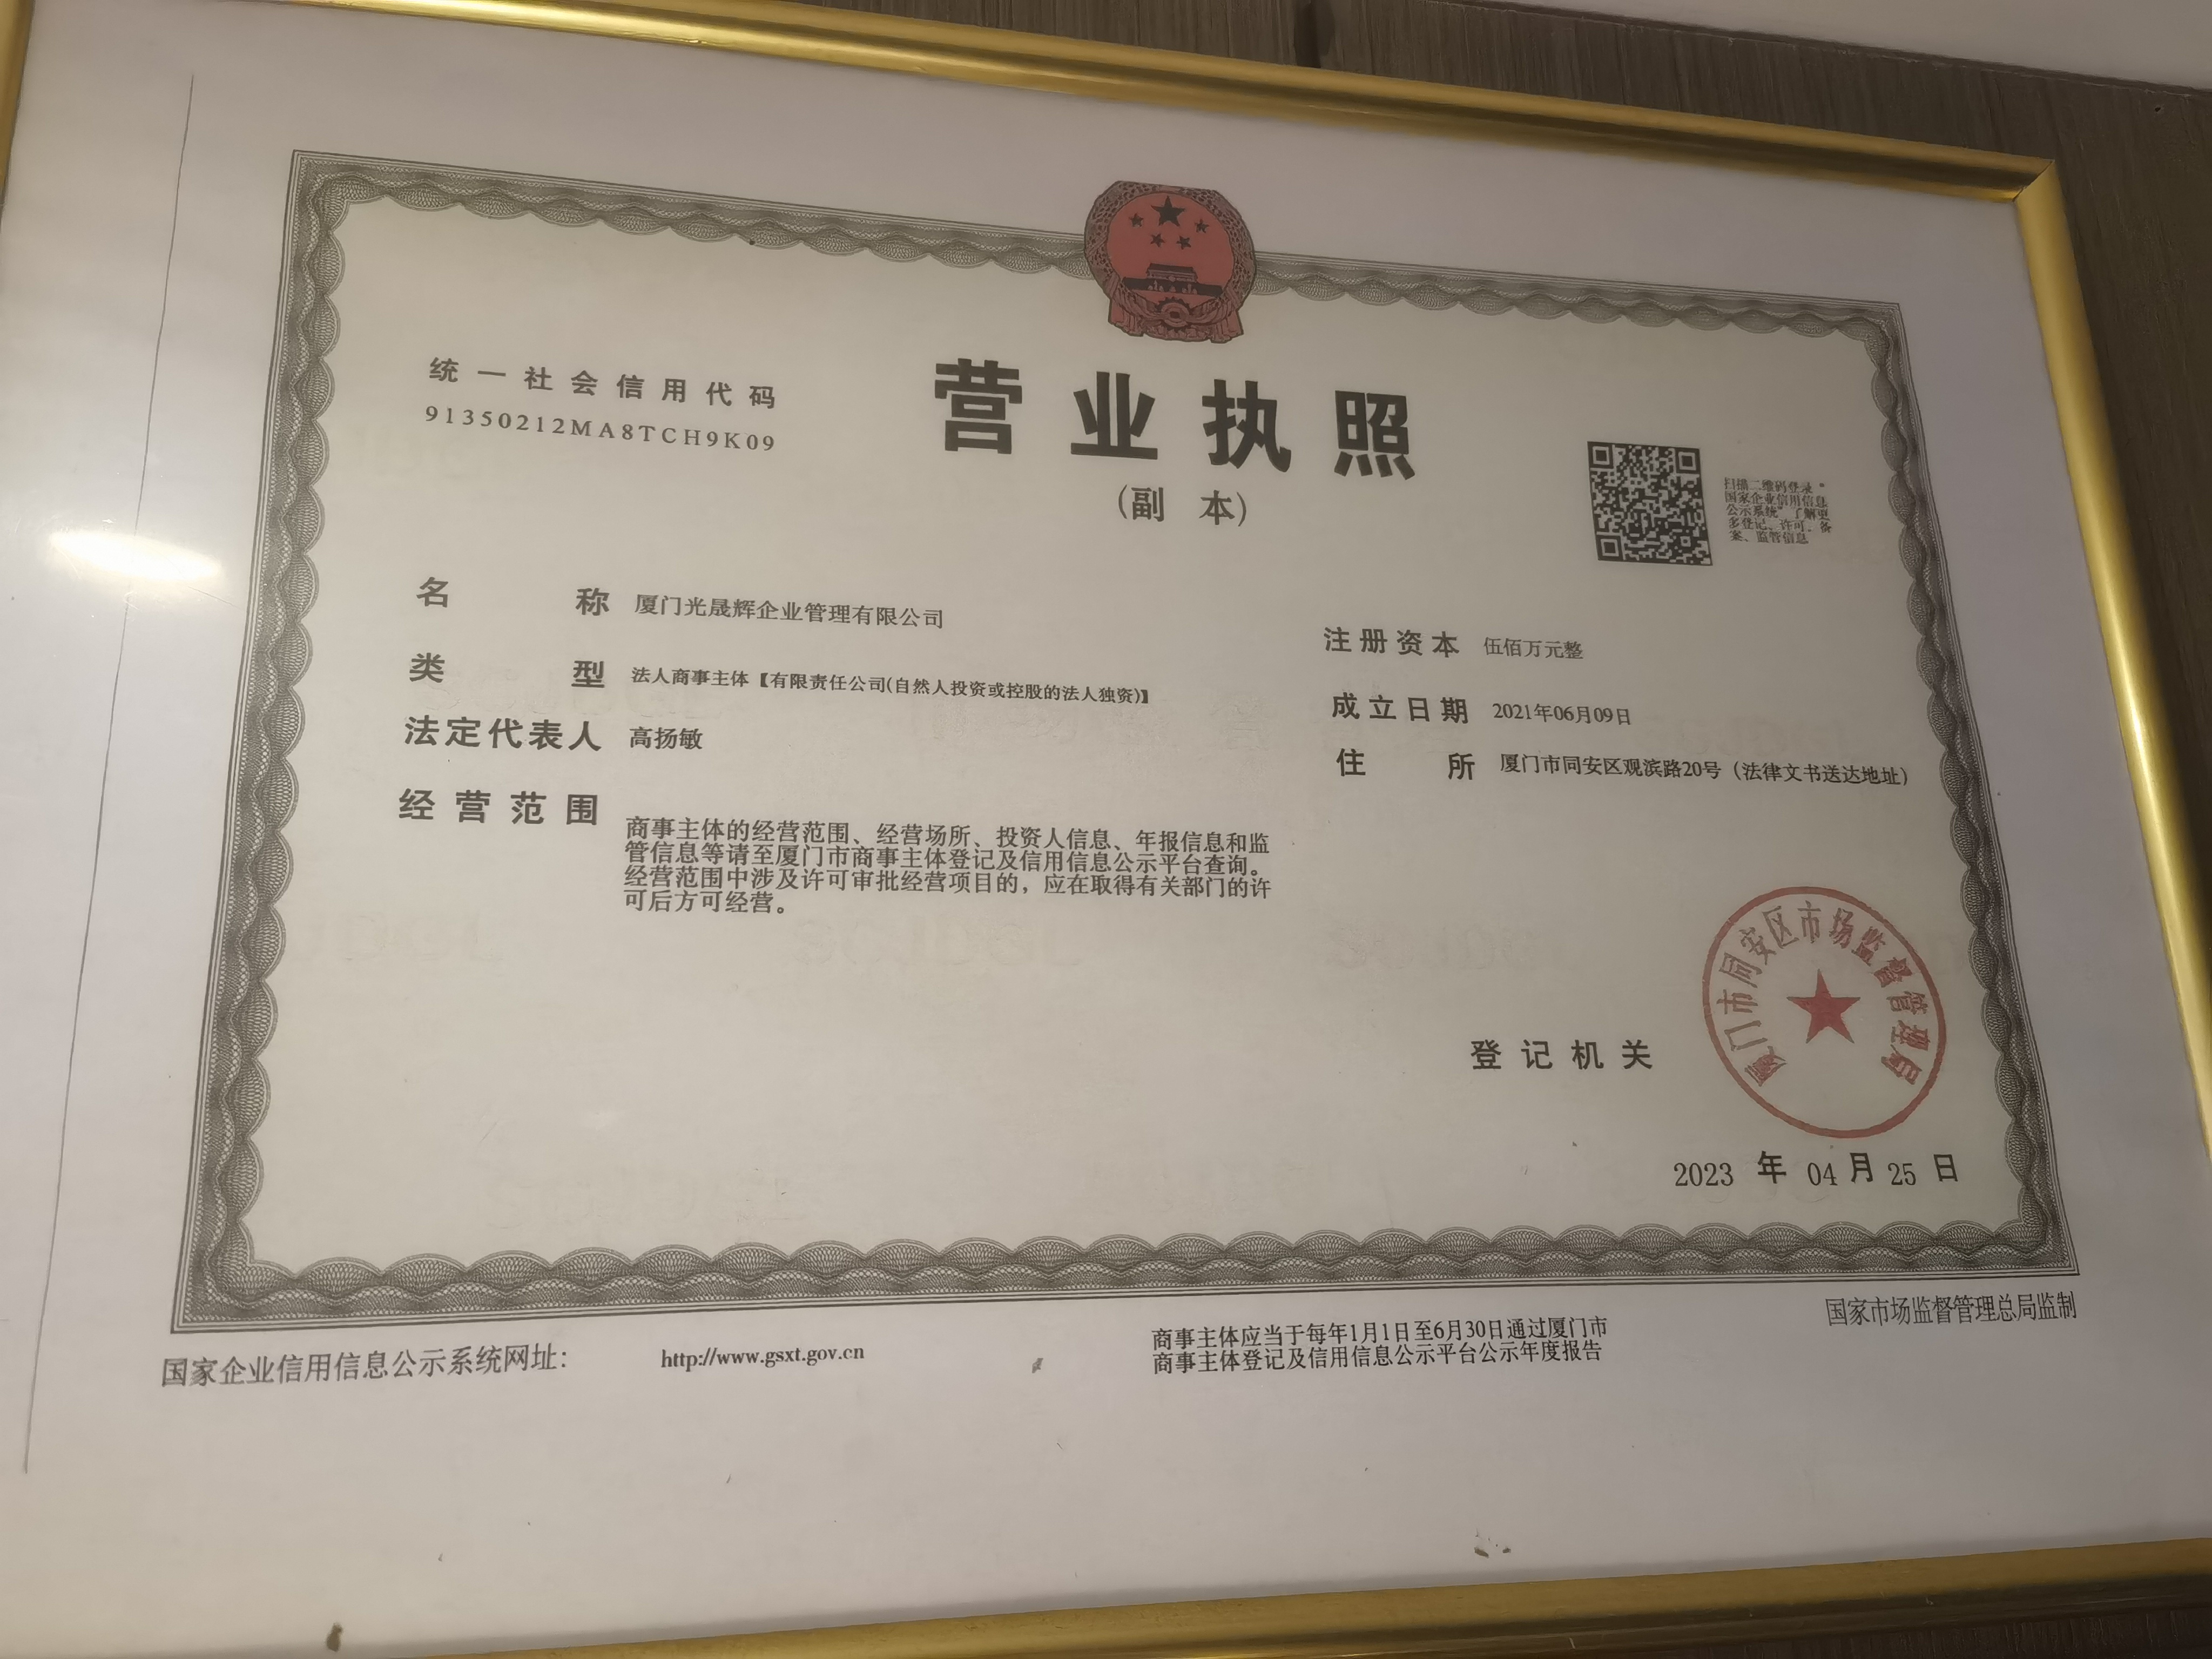 统一社会信用代码
91350212MA8TCH9K09
营业执照
(副 本)
扫描二维码登录“
国家企业信用信息
公示系统”了解更
多登记、许可、备
案、监管信息
名 称 厦门光晟辉企业管理有限公司
类 型 法人商事主体【有限责任公司(自然人投资或控股的法人独资)】
法定代表人 高扬敏
经营范围 商事主体的经营范围、经营场所、投资人信息、年报信息和监
管信息等请至厦门市商事主体登记及信用信息公示平台查询。
经营范围中涉及许可审批经营项目的，应在取得有关部门的许
可后方可经营。
注册资本 伍佰万元整
成立日期 2021年06月09日
住 所 厦门市同安区观滨路20号（法律文书送达地址）
登记机关
厦门市同安区市场监督管理局
2023 年 04 月 25 日
国家企业信用信息公示系统网址：
http://www.gsxt.gov.cn
商事主体应当于每年1月1日至6月30日通过厦门市
商事主体登记及信用信息公示平台公示年度报告
国家市场监督管理总局监制